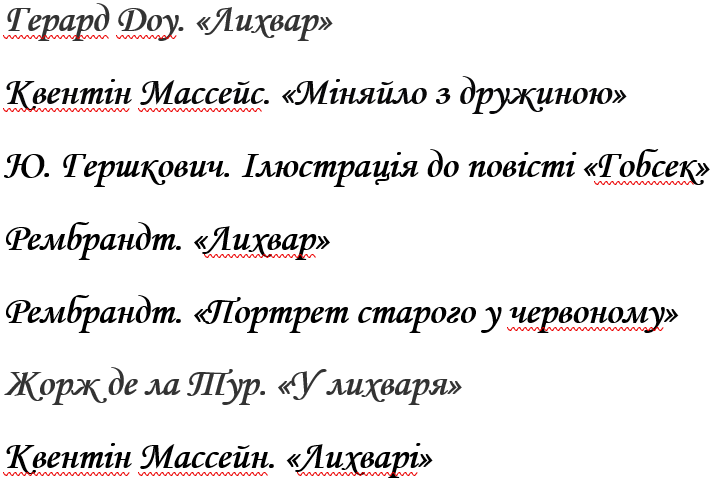 Герард Доу. «Лихвар»
Квентін Массейс. «Міняйло з дружиною»
Ю. Гершкович. Ілюстрація до повісті «Гобсек»
Рембрандт. «Лихвар»
Рембрандт. «Портрет старого у червоному»
Жорж де ла Тур. «У лихваря»
Квентін Массейн. «Лихварі»